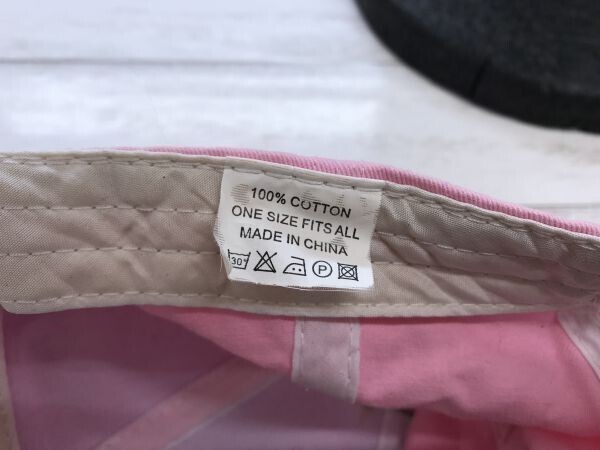 100% COTTON
ONE SIZE FITS ALL
MADE IN CHINA
30° P